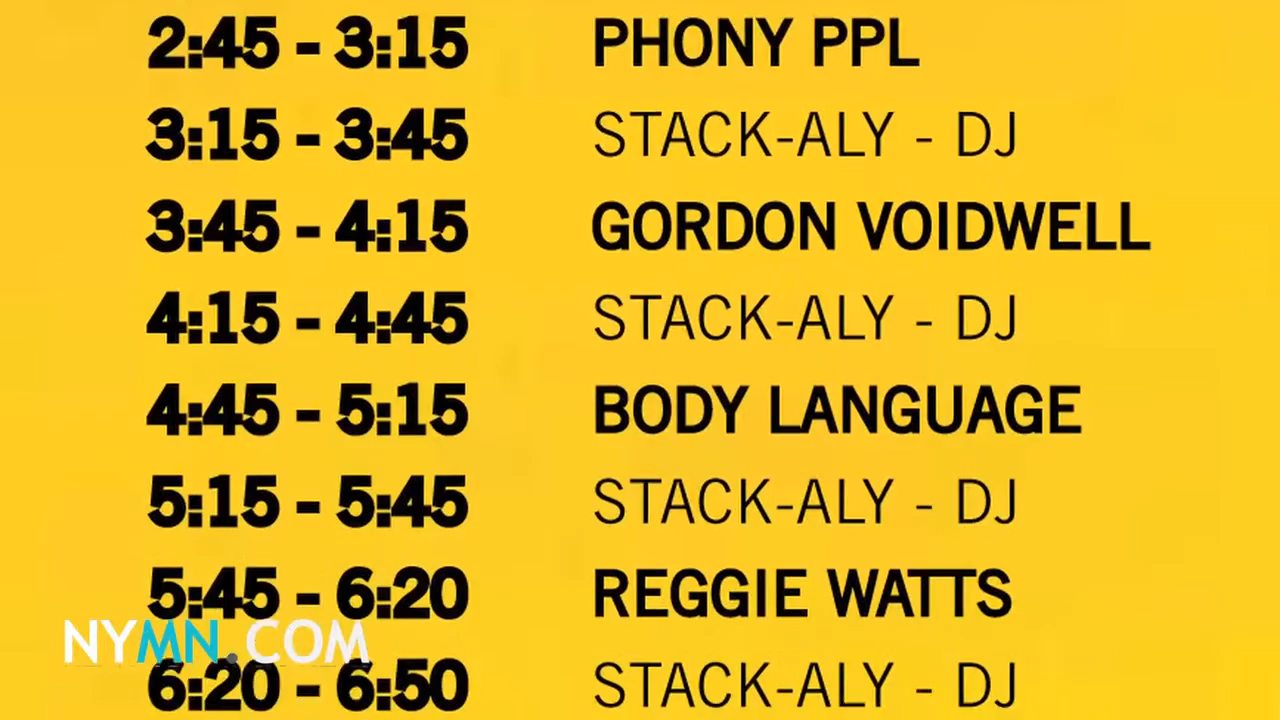 2:45 - 3:15 PHONY PPL
3:15 - 3:45 STACK-ALY - DJ
3:45 - 4:15 GORDON VOIDWELL
4:15 - 4:45 STACK-ALY - DJ
4:45 - 5:15 BODY LANGUAGE
5:15 - 5:45 STACK-ALY - DJ
5:45 - 6:20 REGGIE WATTS
NYMN.COM
6:20 - 6:50 STACK-ALY - DJ